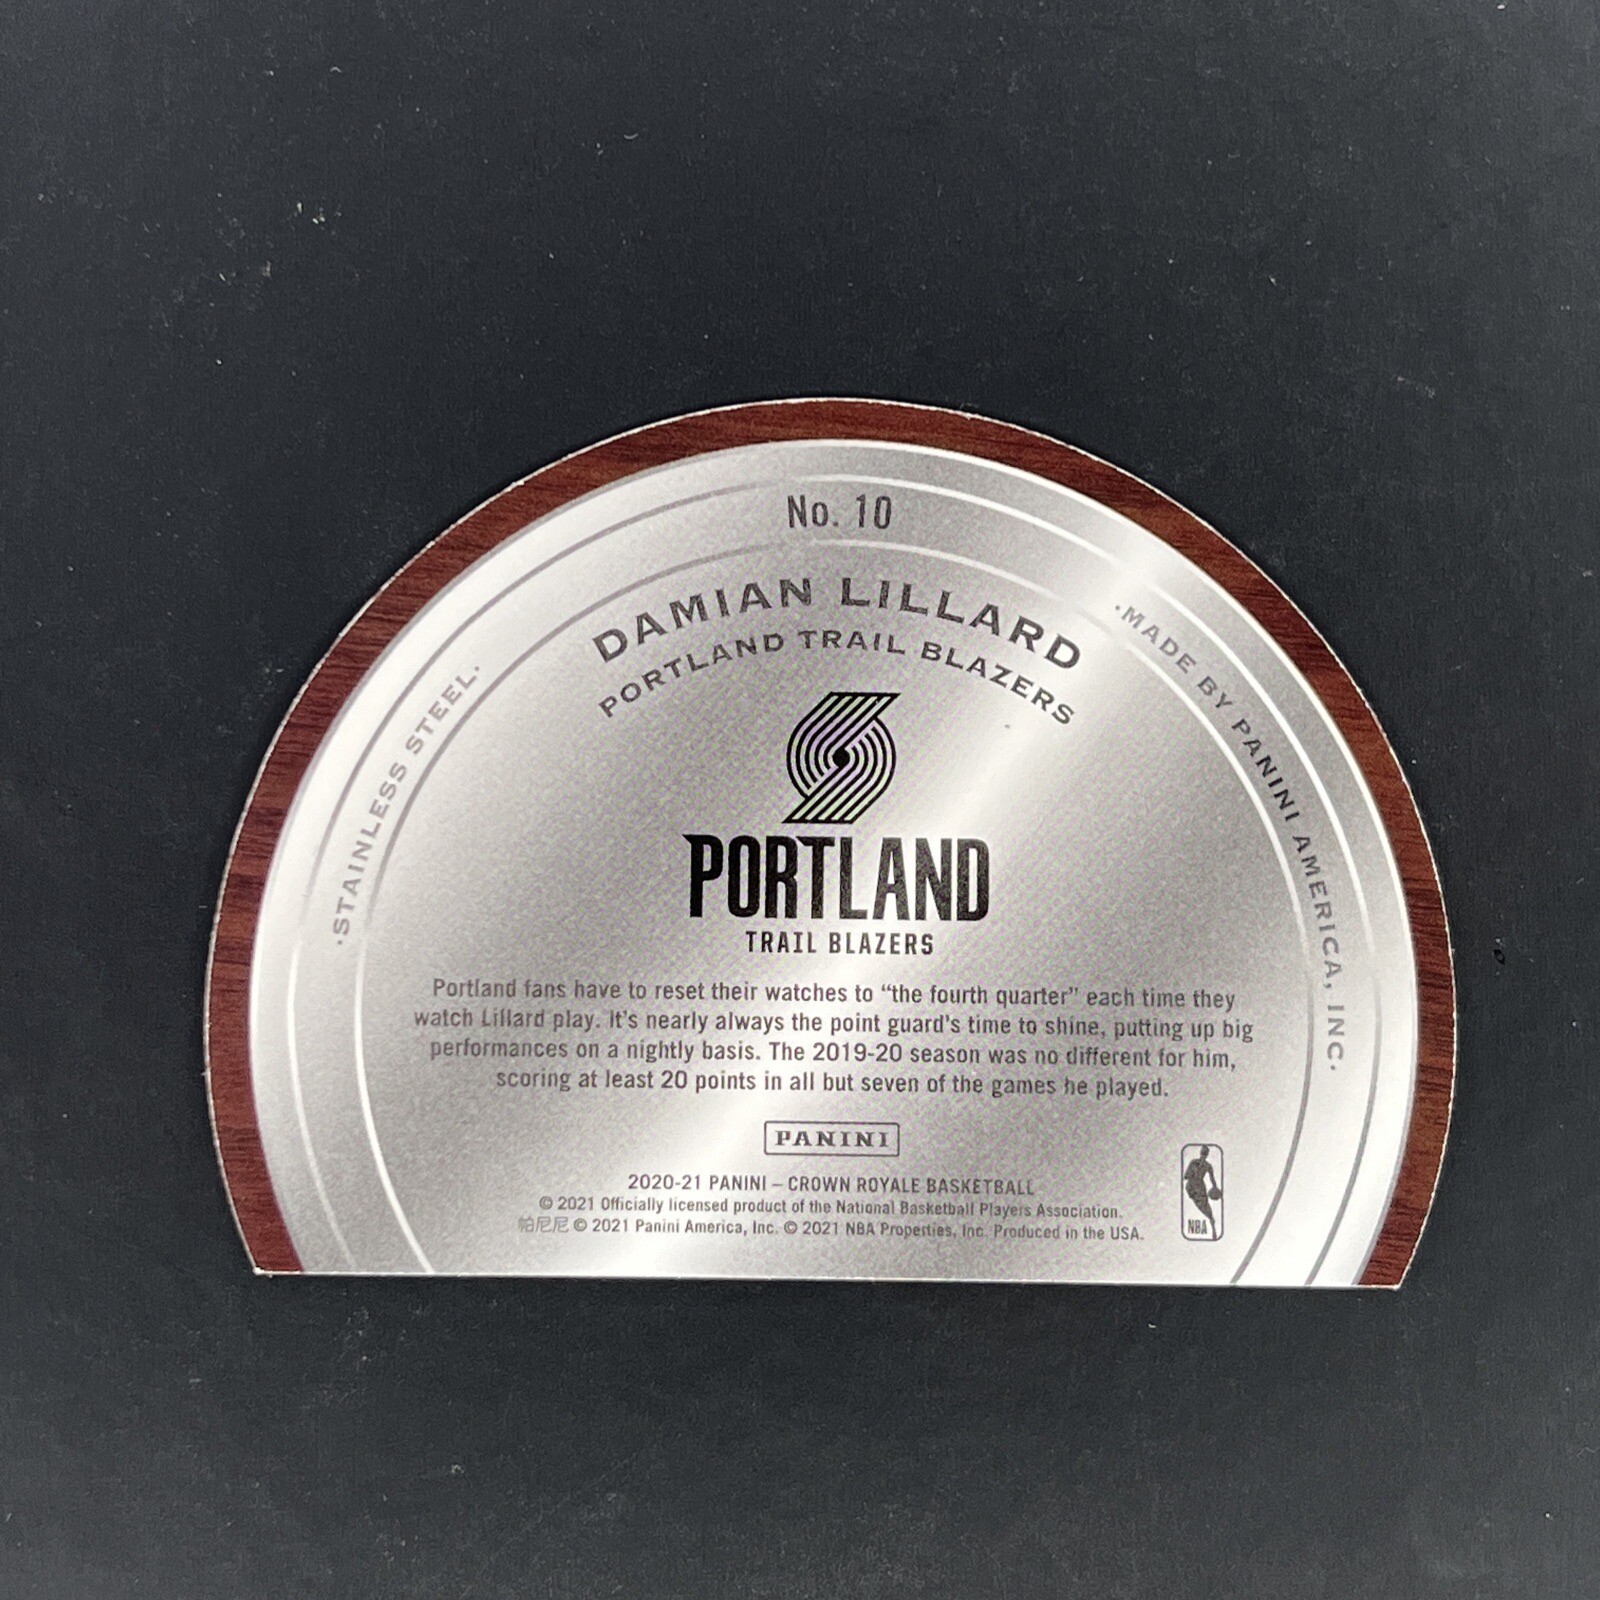 No. 10
DAMIAN LILLARD
PORTLAND TRAIL BLAZERS
·STAINLESS STEEL·
·MADE BY PANINI AMERICA, INC.·
PORTLAND
TRAIL BLAZERS
Portland fans have to reset their watches to “the fourth quarter” each time they
watch Lillard play. It's nearly always the point guard's time to shine, putting up big
performances on a nightly basis. The 2019-20 season was no different for him,
scoring at least 20 points in all but seven of the games he played.
PANINI
2020-21 PANINI – CROWN ROYALE BASKETBALL
© 2021 Officially licensed product of the National Basketball Players Association.
帕尼尼 © 2021 Panini America, Inc. © 2021 NBA Properties, Inc. Produced in the USA.
NBA